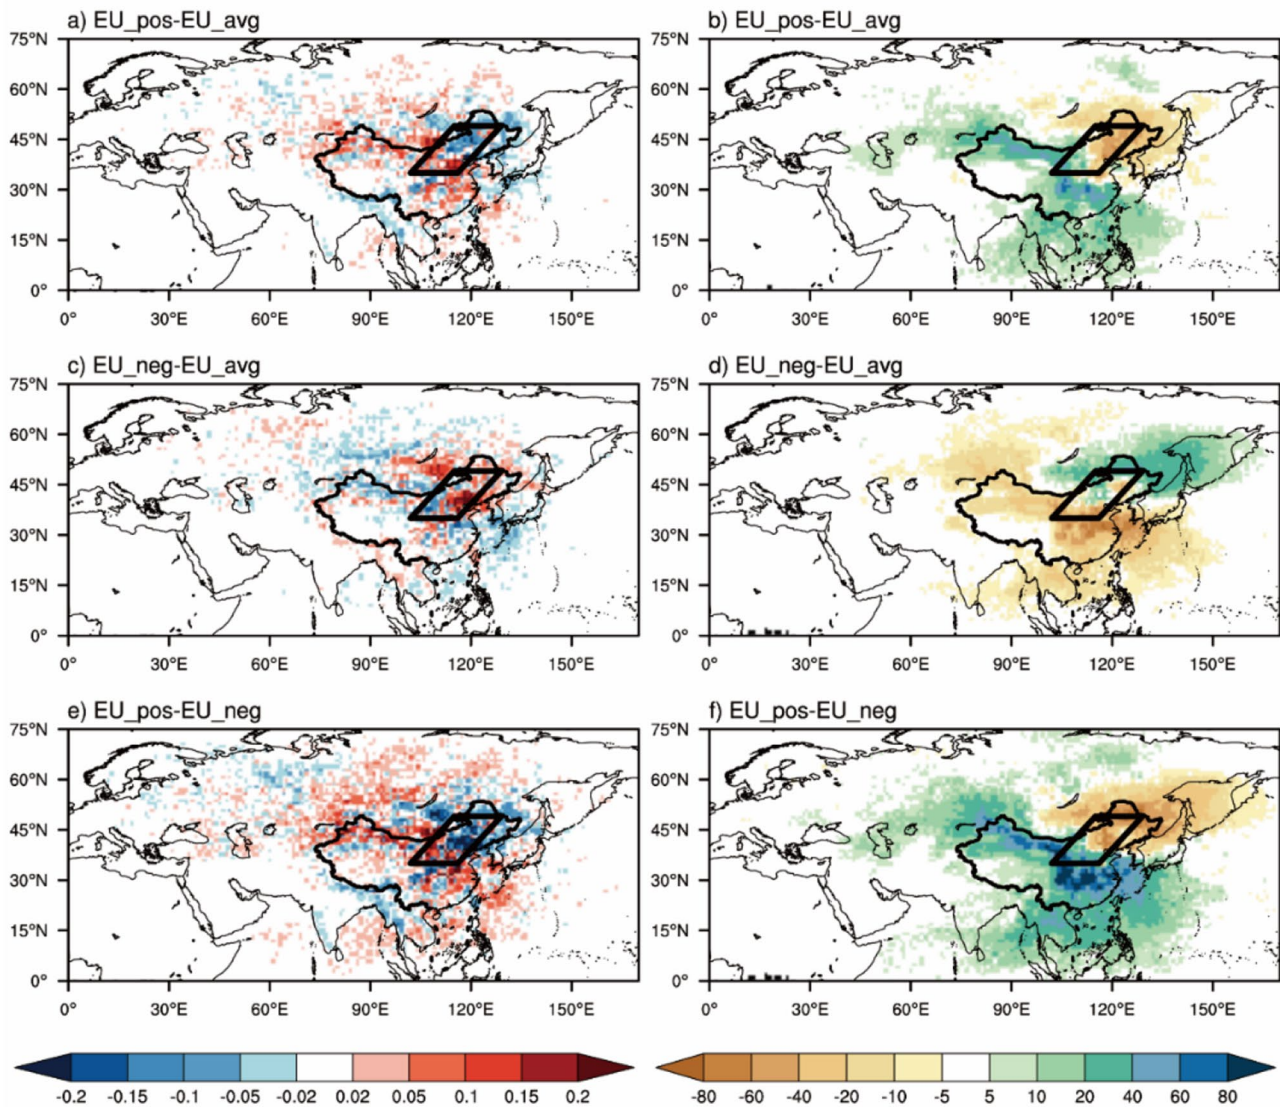 a) EU_pos-EU_avg
b) EU_pos-EU_avg
75°N
75°N
60°N
60°N
45°N
45°N
30°N
30°N
15°N
15°N
0°
0°
0° 30°E 60°E 90°E 120°E 150°E
0° 30°E 60°E 90°E 120°E 150°E
c) EU_neg-EU_avg
d) EU_neg-EU_avg
75°N
75°N
60°N
60°N
45°N
45°N
30°N
30°N
15°N
15°N
0°
0°
0° 30°E 60°E 90°E 120°E 150°E
0° 30°E 60°E 90°E 120°E 150°E
e) EU_pos-EU_neg
f) EU_pos-EU_neg
75°N
75°N
60°N
60°N
45°N
45°N
30°N
30°N
15°N
15°N
0°
0°
0° 30°E 60°E 90°E 120°E 150°E
0° 30°E 60°E 90°E 120°E 150°E
-0.2 -0.15 -0.1 -0.05 -0.02 0.02 0.05 0.1 0.15 0.2
-80 -60 -40 -20 -10 -5 5 10 20 40 60 80